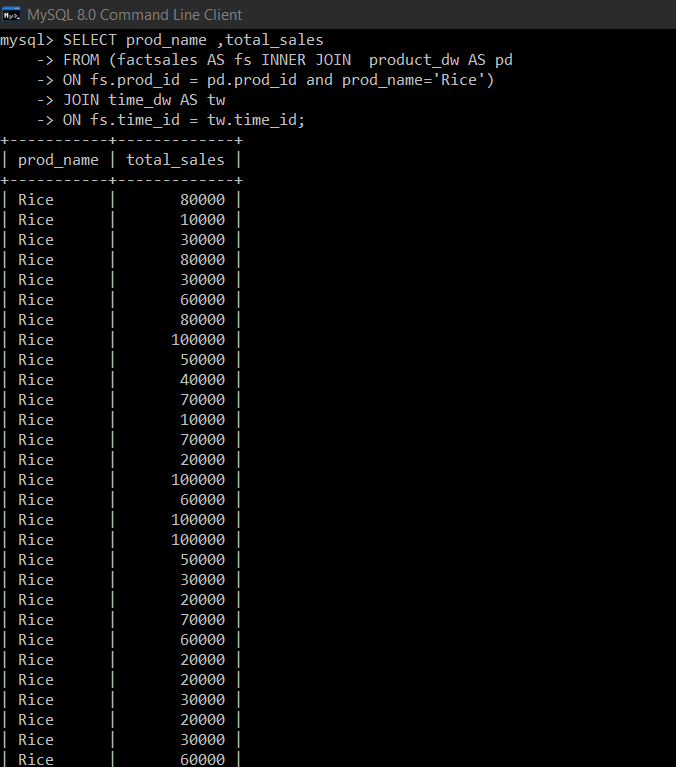 MySQL 8.0 Command Line Client
mysql> SELECT prod_name ,total_sales
    -> FROM (factsales AS fs INNER JOIN  product_dw AS pd
    -> ON fs.prod_id = pd.prod_id and prod_name='Rice')
    -> JOIN time_dw AS tw
    -> ON fs.time_id = tw.time_id;
+-----------+-------------+
| prod_name | total_sales |
+-----------+-------------+
| Rice      |       80000 |
| Rice      |       10000 |
| Rice      |       30000 |
| Rice      |       80000 |
| Rice      |       30000 |
| Rice      |       60000 |
| Rice      |       80000 |
| Rice      |      100000 |
| Rice      |       50000 |
| Rice      |       40000 |
| Rice      |       70000 |
| Rice      |       10000 |
| Rice      |       70000 |
| Rice      |       20000 |
| Rice      |      100000 |
| Rice      |       60000 |
| Rice      |      100000 |
| Rice      |      100000 |
| Rice      |       50000 |
| Rice      |       30000 |
| Rice      |       20000 |
| Rice      |       70000 |
| Rice      |       60000 |
| Rice      |       20000 |
| Rice      |       20000 |
| Rice      |       30000 |
| Rice      |       20000 |
| Rice      |       30000 |
| Rice      |       60000 |